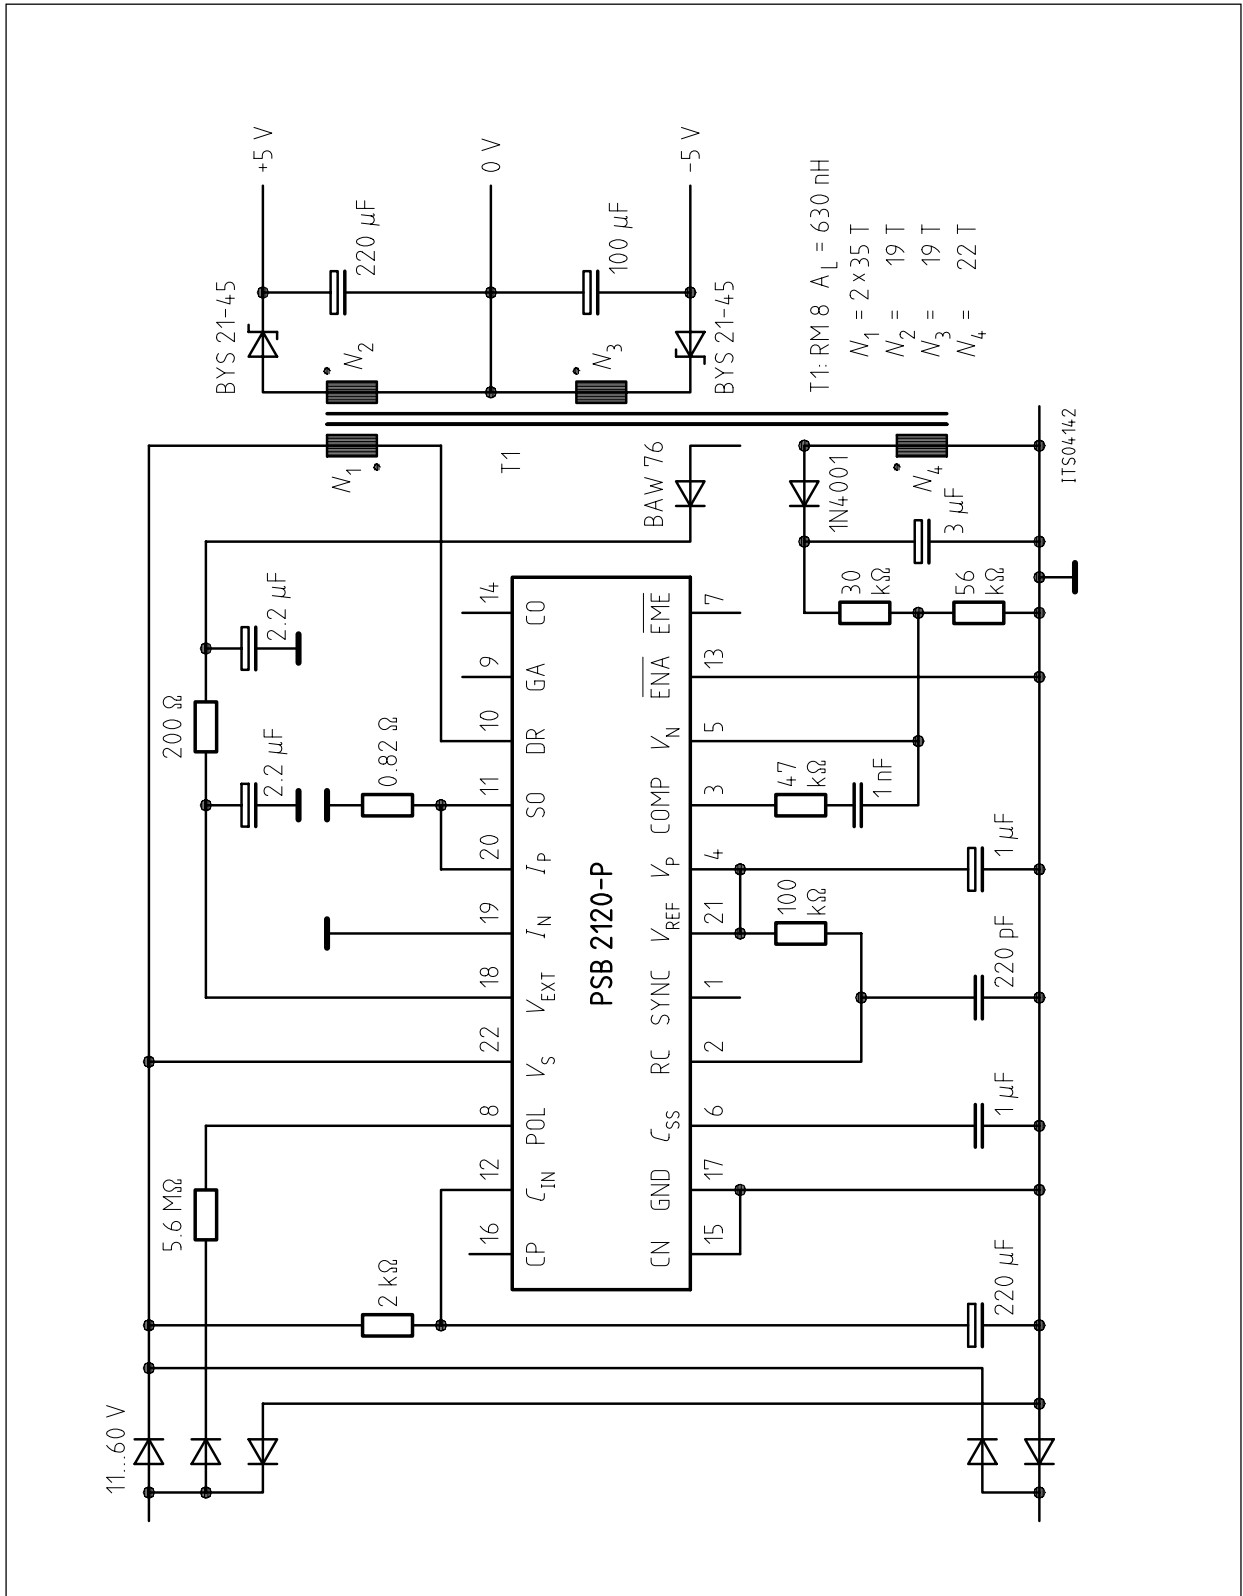 11...60 V
5.6 MΩ
200 Ω
2.2 μF
2.2 μF
2 kΩ
0.82 Ω
N1
T1
BYS 21-45
+5 V
220 μF
N2
0 V
100 μF
N3
-5 V
BYS 21-45
16 12 8 22 18 19 20 11 10 9 14
CP CIN POL VS VEXT IN IP SO DR GA CO
PSB 2120-P
CN GND CSS RC SYNC VREF VP COMP VN ENA EME
15 17 6 2 1 21 4 3 5 13 7
BAW 76
100 kΩ
47 kΩ
1 nF
30 kΩ
56 kΩ
1N4001
3 μF
N4
220 μF
1 μF
220 pF
1 μF
T1: RM 8 AL = 630 nH
N1 = 2 x 35 T
N2 = 19 T
N3 = 19 T
N4 = 22 T
ITS04142